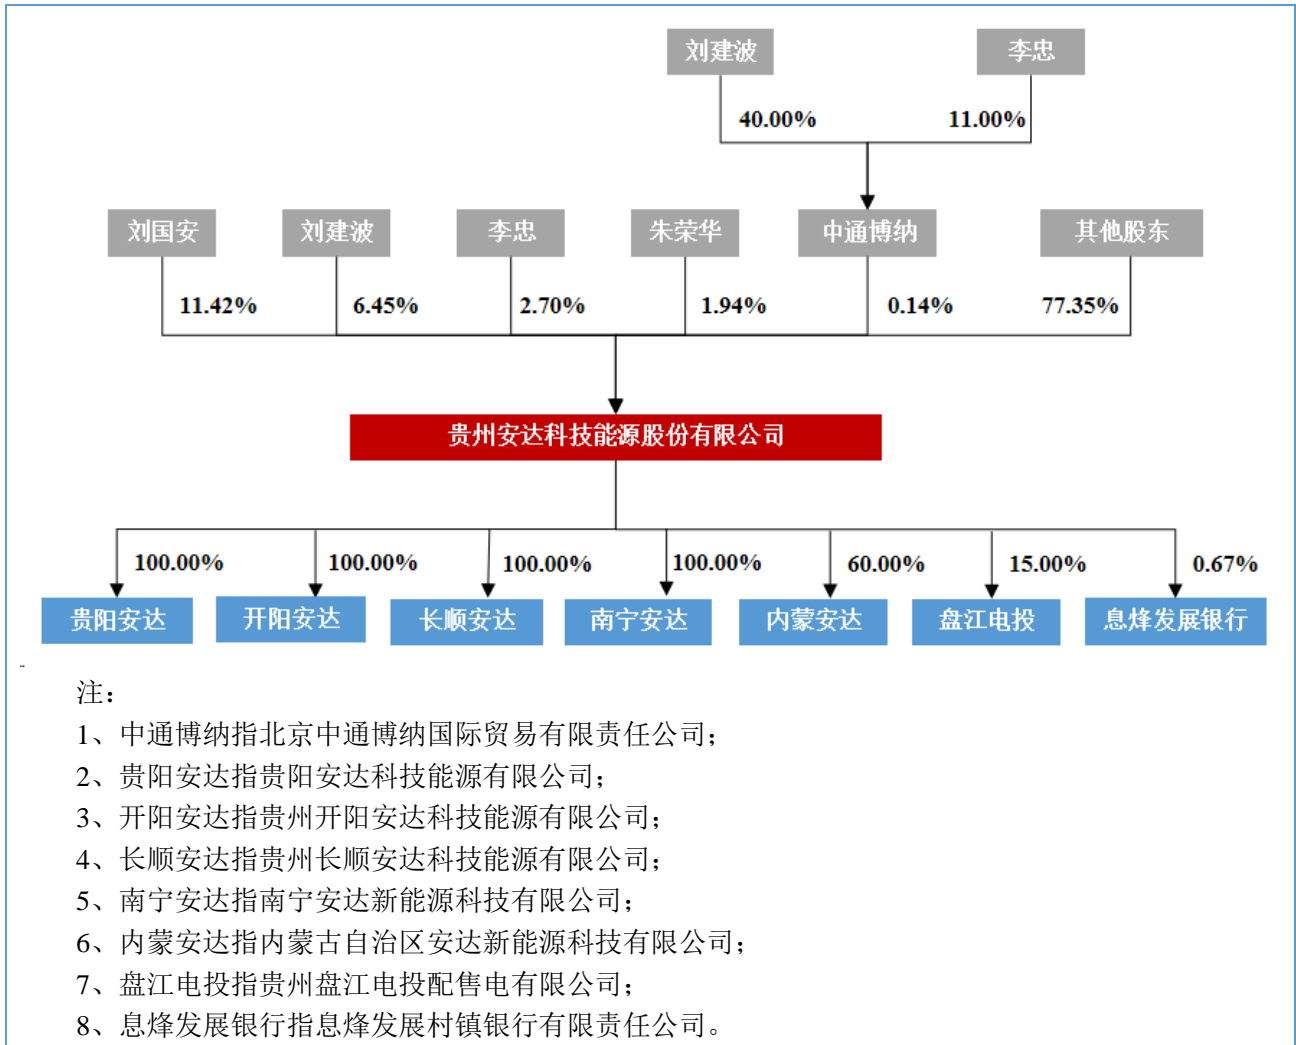 刘建波 李忠
40.00% 11.00%
刘国安 刘建波 李忠 朱荣华 中通博纳 其他股东
11.42% 6.45% 2.70% 1.94% 0.14% 77.35%
贵州安达科技能源股份有限公司
100.00% 100.00% 100.00% 100.00% 60.00% 15.00% 0.67%
贵阳安达 开阳安达 长顺安达 南宁安达 内蒙安达 盘江电投 息烽发展银行
注：
1、中通博纳指北京中通博纳国际贸易有限责任公司；
2、贵阳安达指贵阳安达科技能源有限公司；
3、开阳安达指贵州开阳安达科技能源有限公司；
4、长顺安达指贵州长顺安达科技能源有限公司；
5、南宁安达指南宁安达新能源科技有限公司；
6、内蒙安达指内蒙古自治区安达新能源科技有限公司；
7、盘江电投指贵州盘江电投配售电有限公司；
8、息烽发展银行指息烽发展村镇银行有限责任公司。